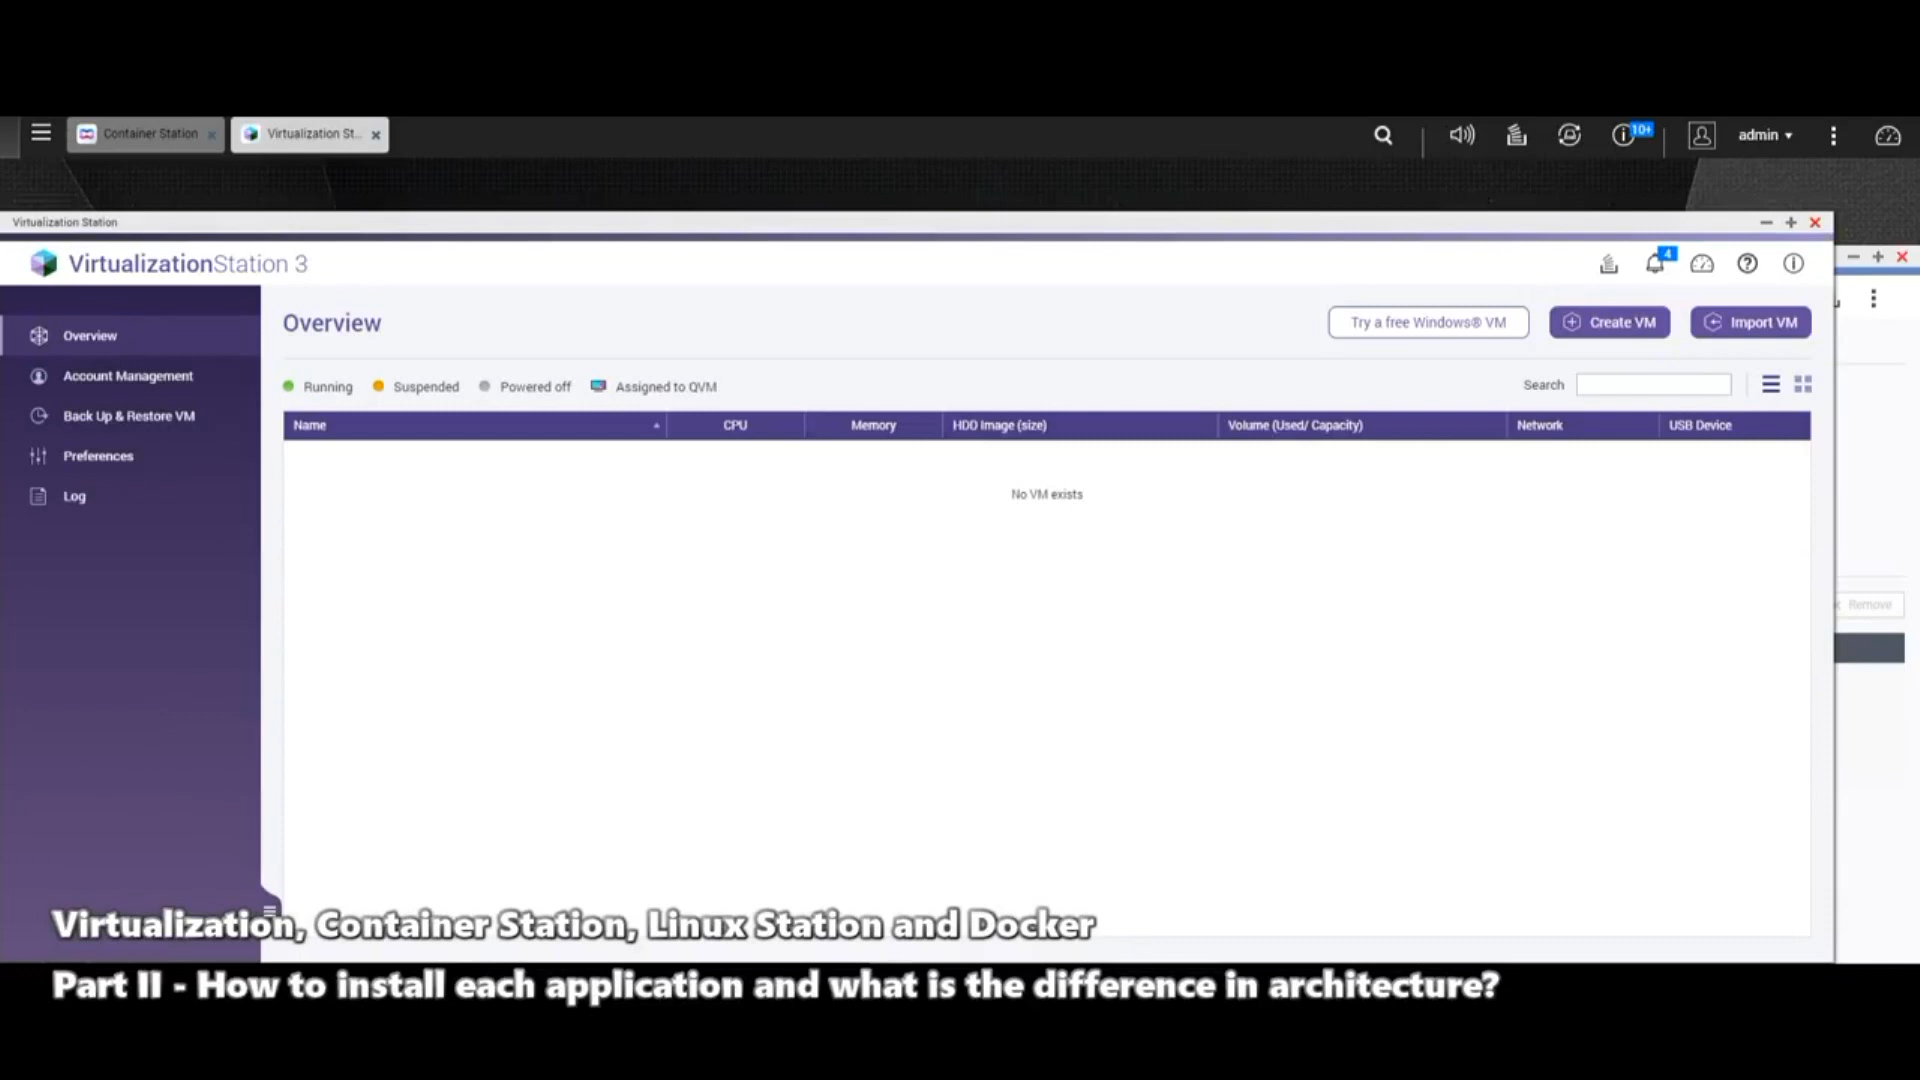 Container Station
Virtualization St...
10+
admin
Virtualization Station
VirtualizationStation 3
4
Overview
Account Management
Back Up & Restore VM
Preferences
Log
Overview
Try a free Windows® VM
Create VM
Import VM
Running
Suspended
Powered off
Assigned to QVM
Search
Name
CPU
Memory
HDD Image (size)
Volume (Used/ Capacity)
Network
USB Device
No VM exists
Remove
Virtualization, Container Station, Linux Station and Docker
Part II - How to install each application and what is the difference in architecture?